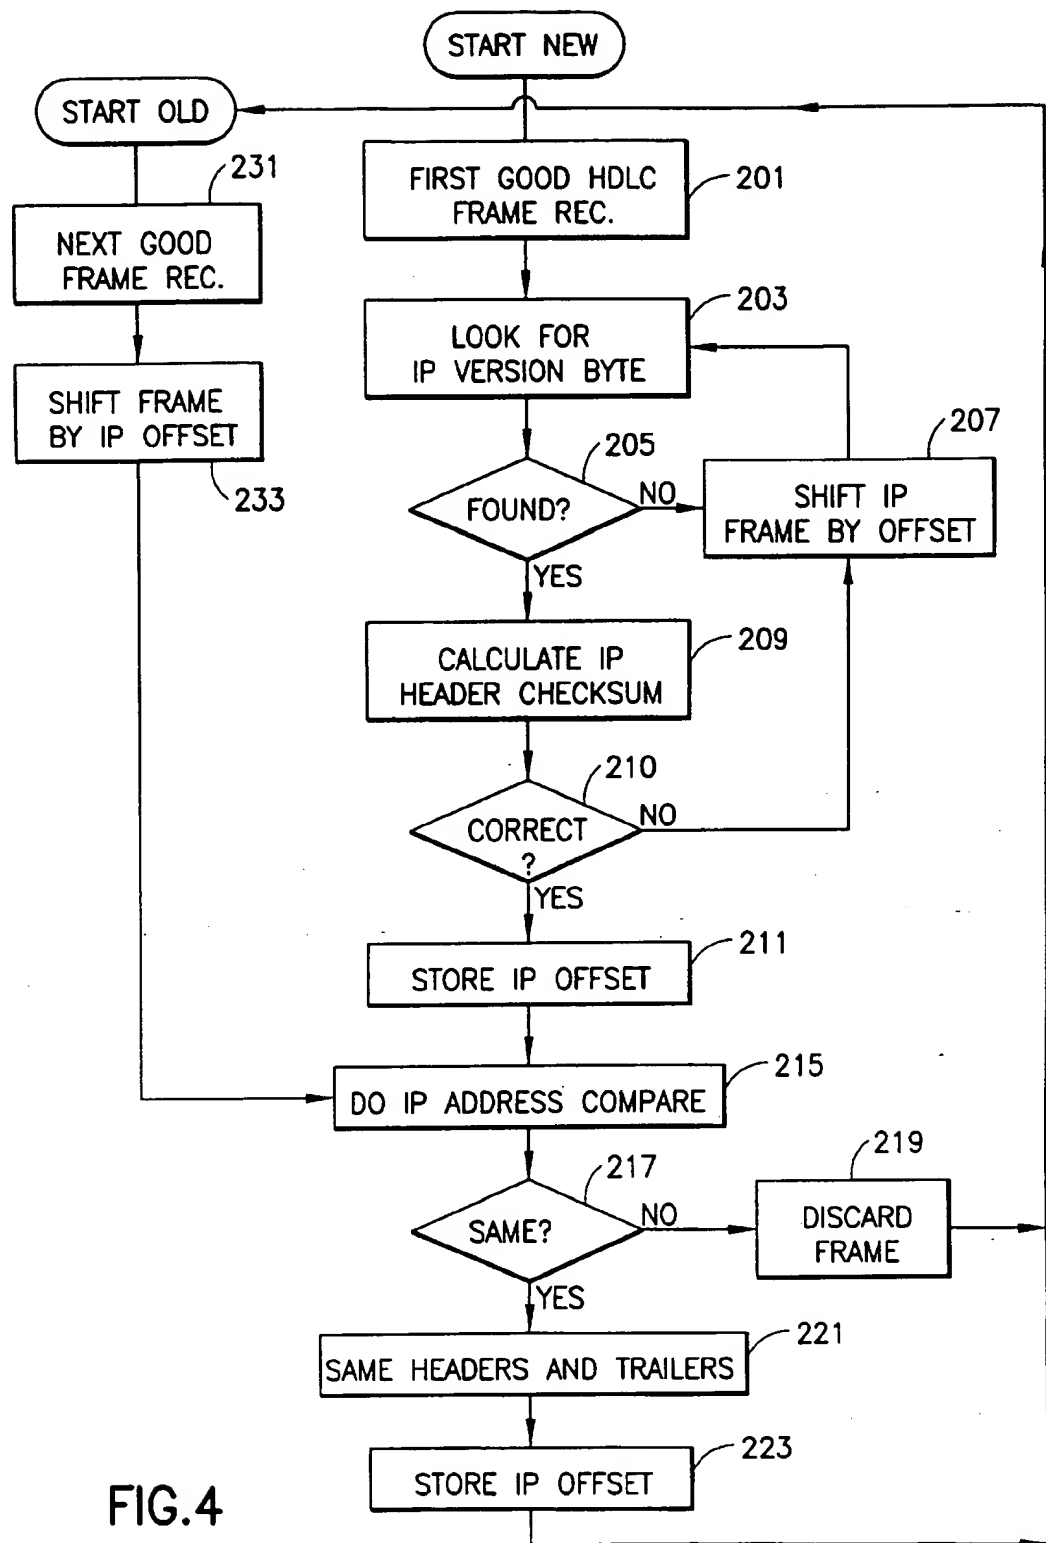 START NEW
START OLD
231
NEXT GOOD
FRAME REC.
SHIFT FRAME
BY IP OFFSET
233
FIRST GOOD HDLC
FRAME REC.
201
LOOK FOR
IP VERSION BYTE
203
FOUND?
205
NO
YES
SHIFT IP
FRAME BY OFFSET
207
CALCULATE IP
HEADER CHECKSUM
209
CORRECT
?
210
NO
YES
STORE IP OFFSET
211
DO IP ADDRESS COMPARE
215
SAME?
217
NO
YES
DISCARD
FRAME
219
SAME HEADERS AND TRAILERS
221
STORE IP OFFSET
223
FIG.4